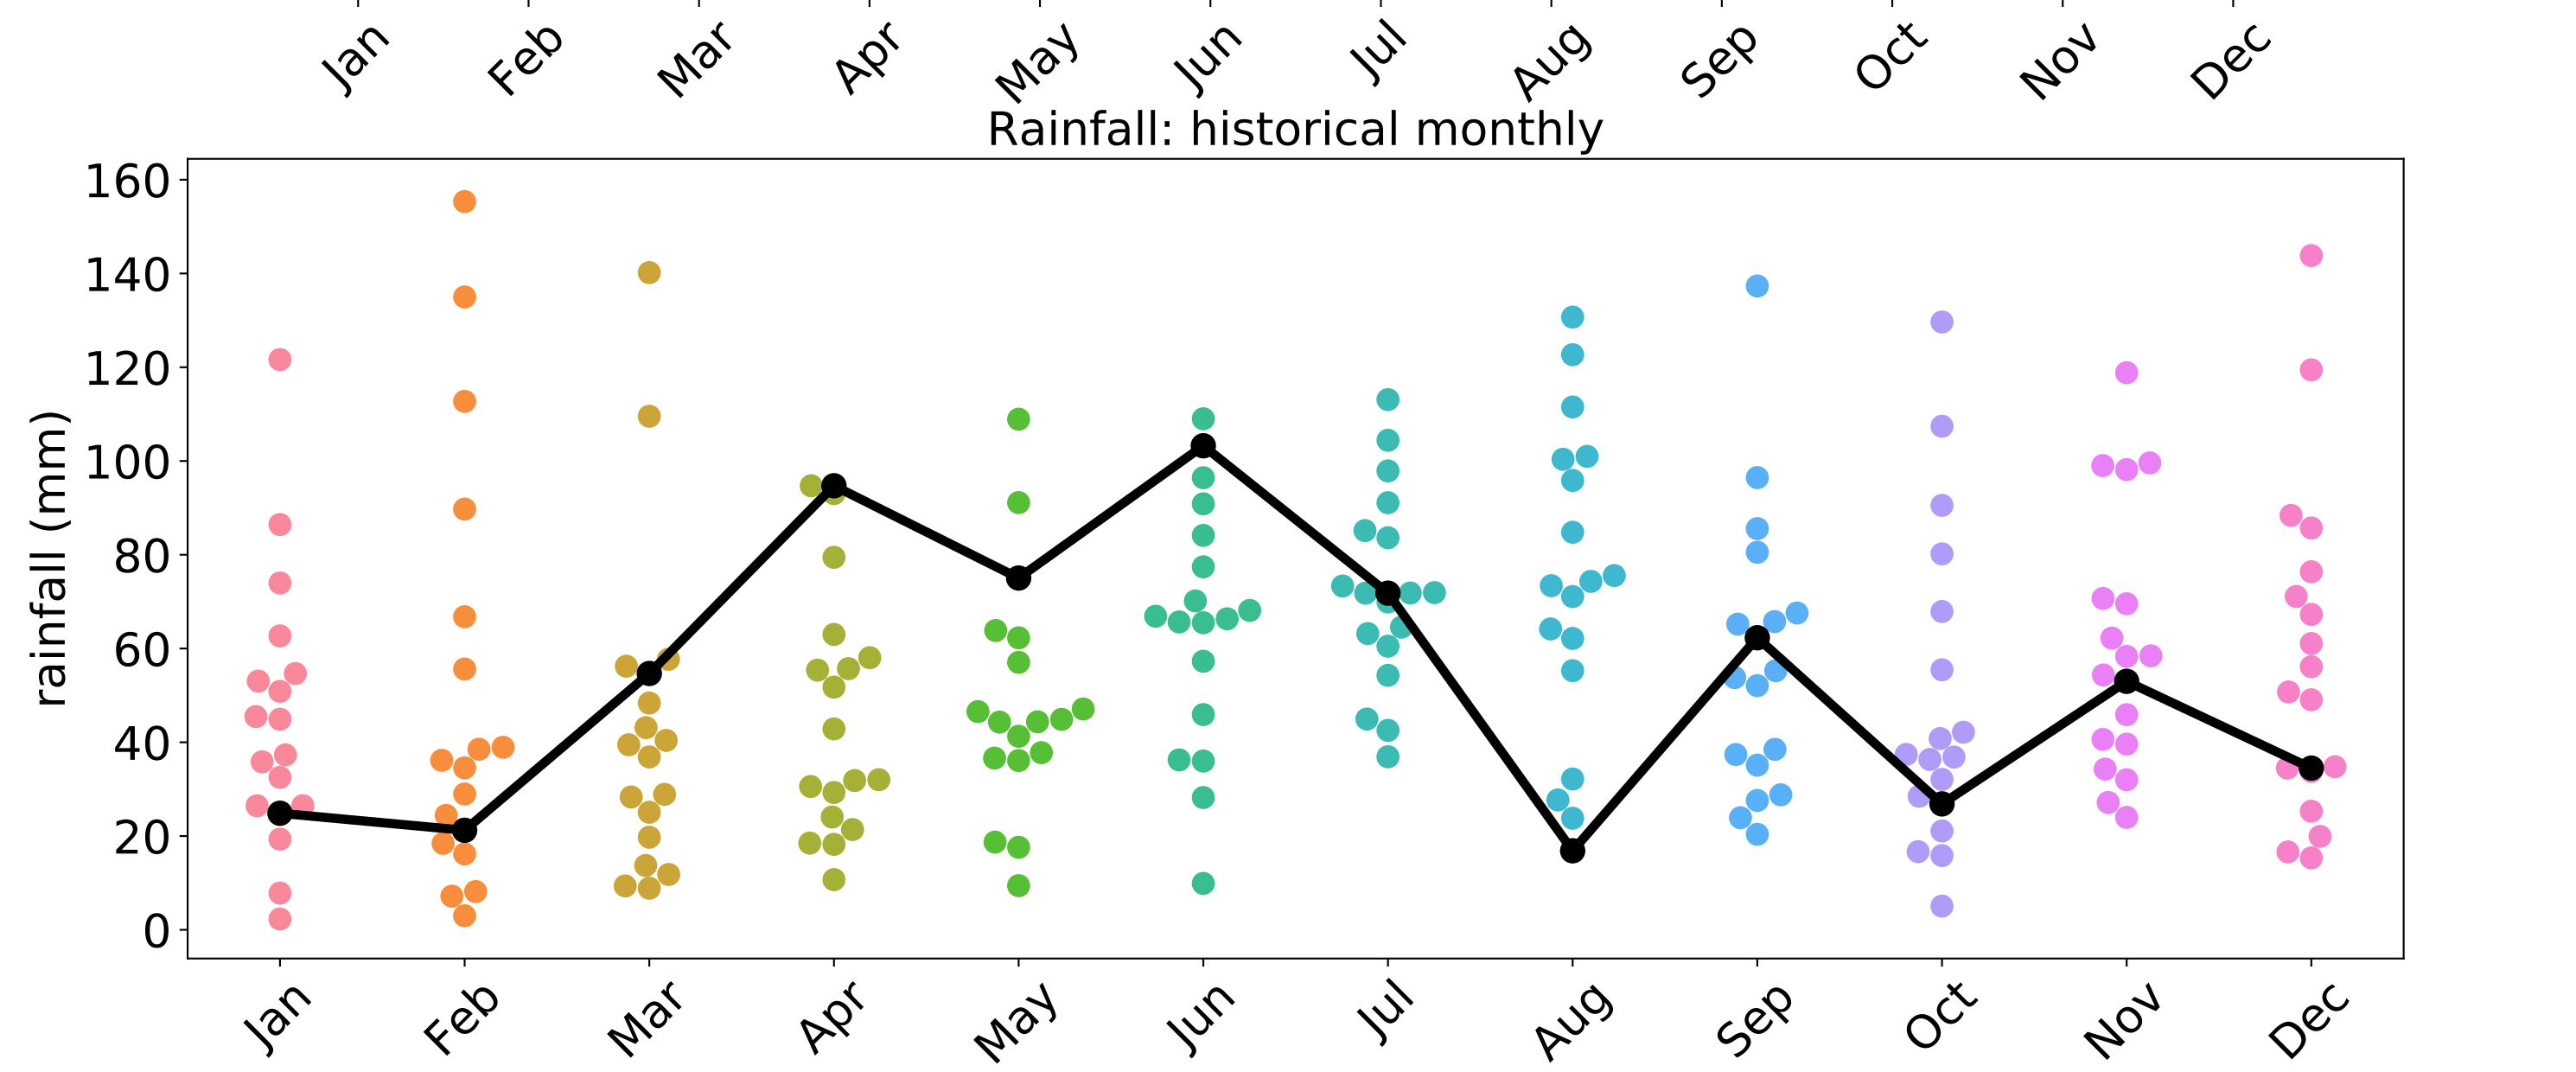 Jan Feb Mar Apr May Jun Jul Aug Sep Oct Nov Dec
Rainfall: historical monthly
160
140
120
100
80
60
40
20
0
rainfall (mm)
Jan Feb Mar Apr May Jun Jul Aug Sep Oct Nov Dec